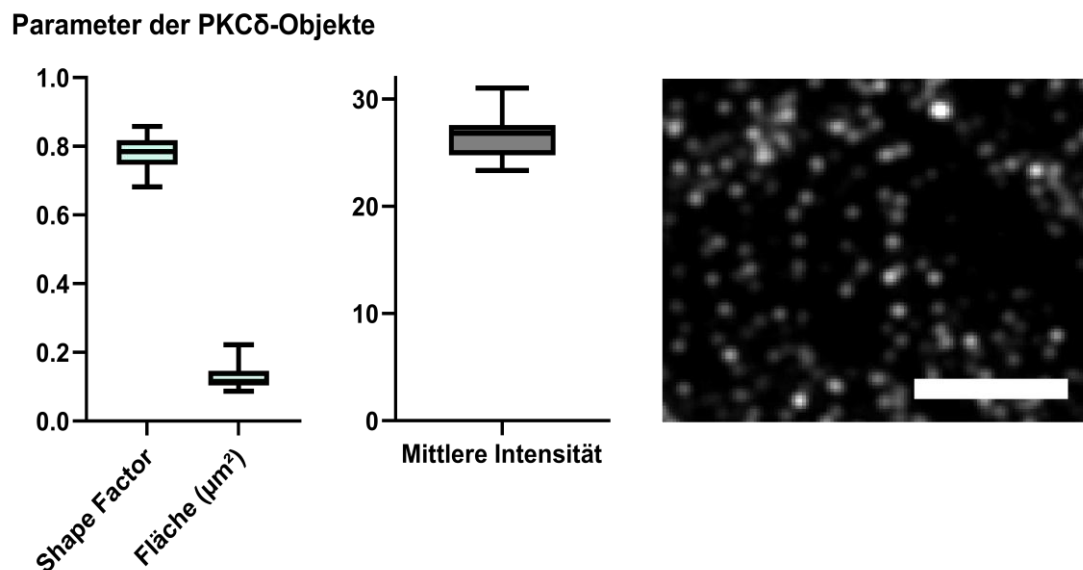 Parameter der PKCδ-Objekte
1.0
0.8
0.6
0.4
0.2
0.0
Shape Factor
Fläche (µm²)
30
20
10
0
Mittlere Intensität